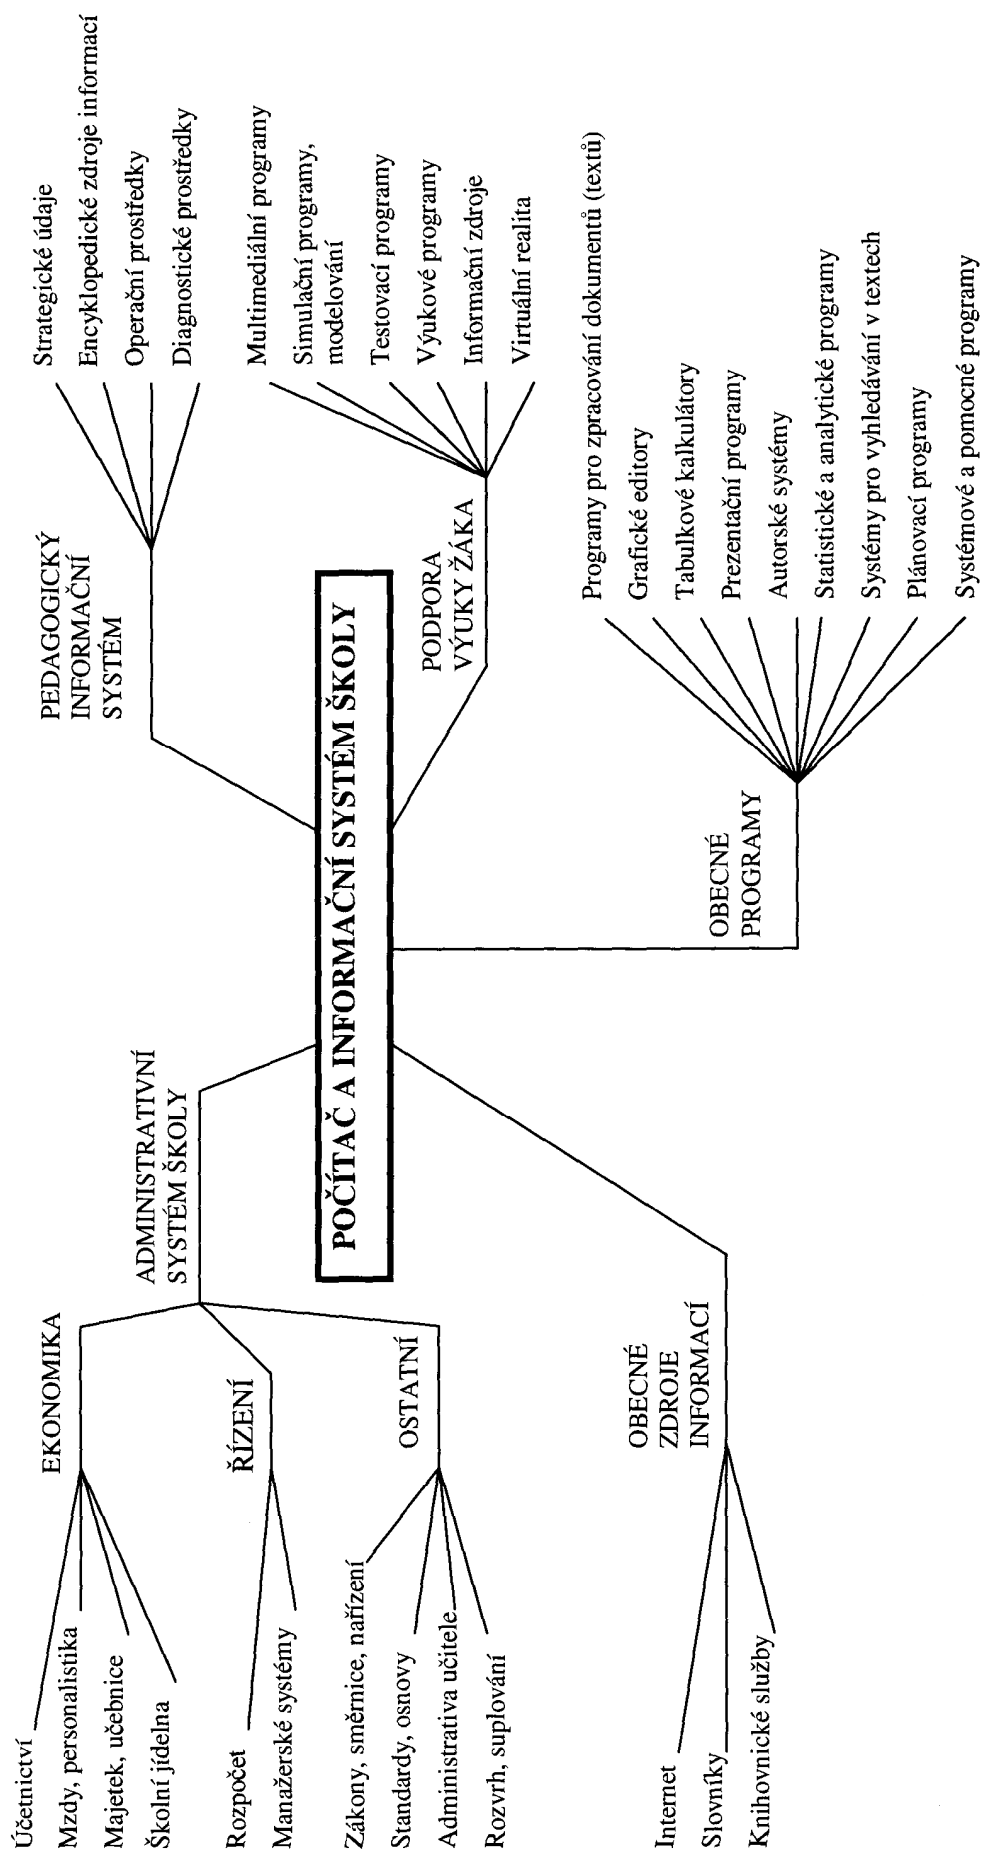 Účetnictví
Mzdy, personalistika
Majetek, učebnice
Školní jídelna
EKONOMIKA
Rozpočet
Manažerské systémy
ŘÍZENÍ
Zákony, směrnice, nařízení
Standardy, osnovy
Administrativa učitele
Rozvrh, suplování
OSTATNÍ
ADMINISTRATIVNÍ
SYSTÉM ŠKOLY
PEDAGOGICKÝ
INFORMAČNÍ
SYSTÉM
Strategické údaje
Encyklopedické zdroje informací
Operační prostředky
Diagnostické prostředky
POČÍTAČ A INFORMAČNÍ SYSTÉM ŠKOLY
PODPORA
VÝUKY ŽÁKA
Multimediální programy
Simulační programy,
modelování
Testovací programy
Výukové programy
Informační zdroje
Virtuální realita
Internet
Slovníky
Knihovnické služby
OBECNÉ
ZDROJE
INFORMACÍ
OBECNÉ
PROGRAMY
Programy pro zpracování dokumentů (textů)
Grafické editory
Tabulkové kalkulátory
Prezentační programy
Autorské systémy
Statistické a analytické programy
Systémy pro vyhledávání v textech
Plánovací programy
Systémové a pomocné programy